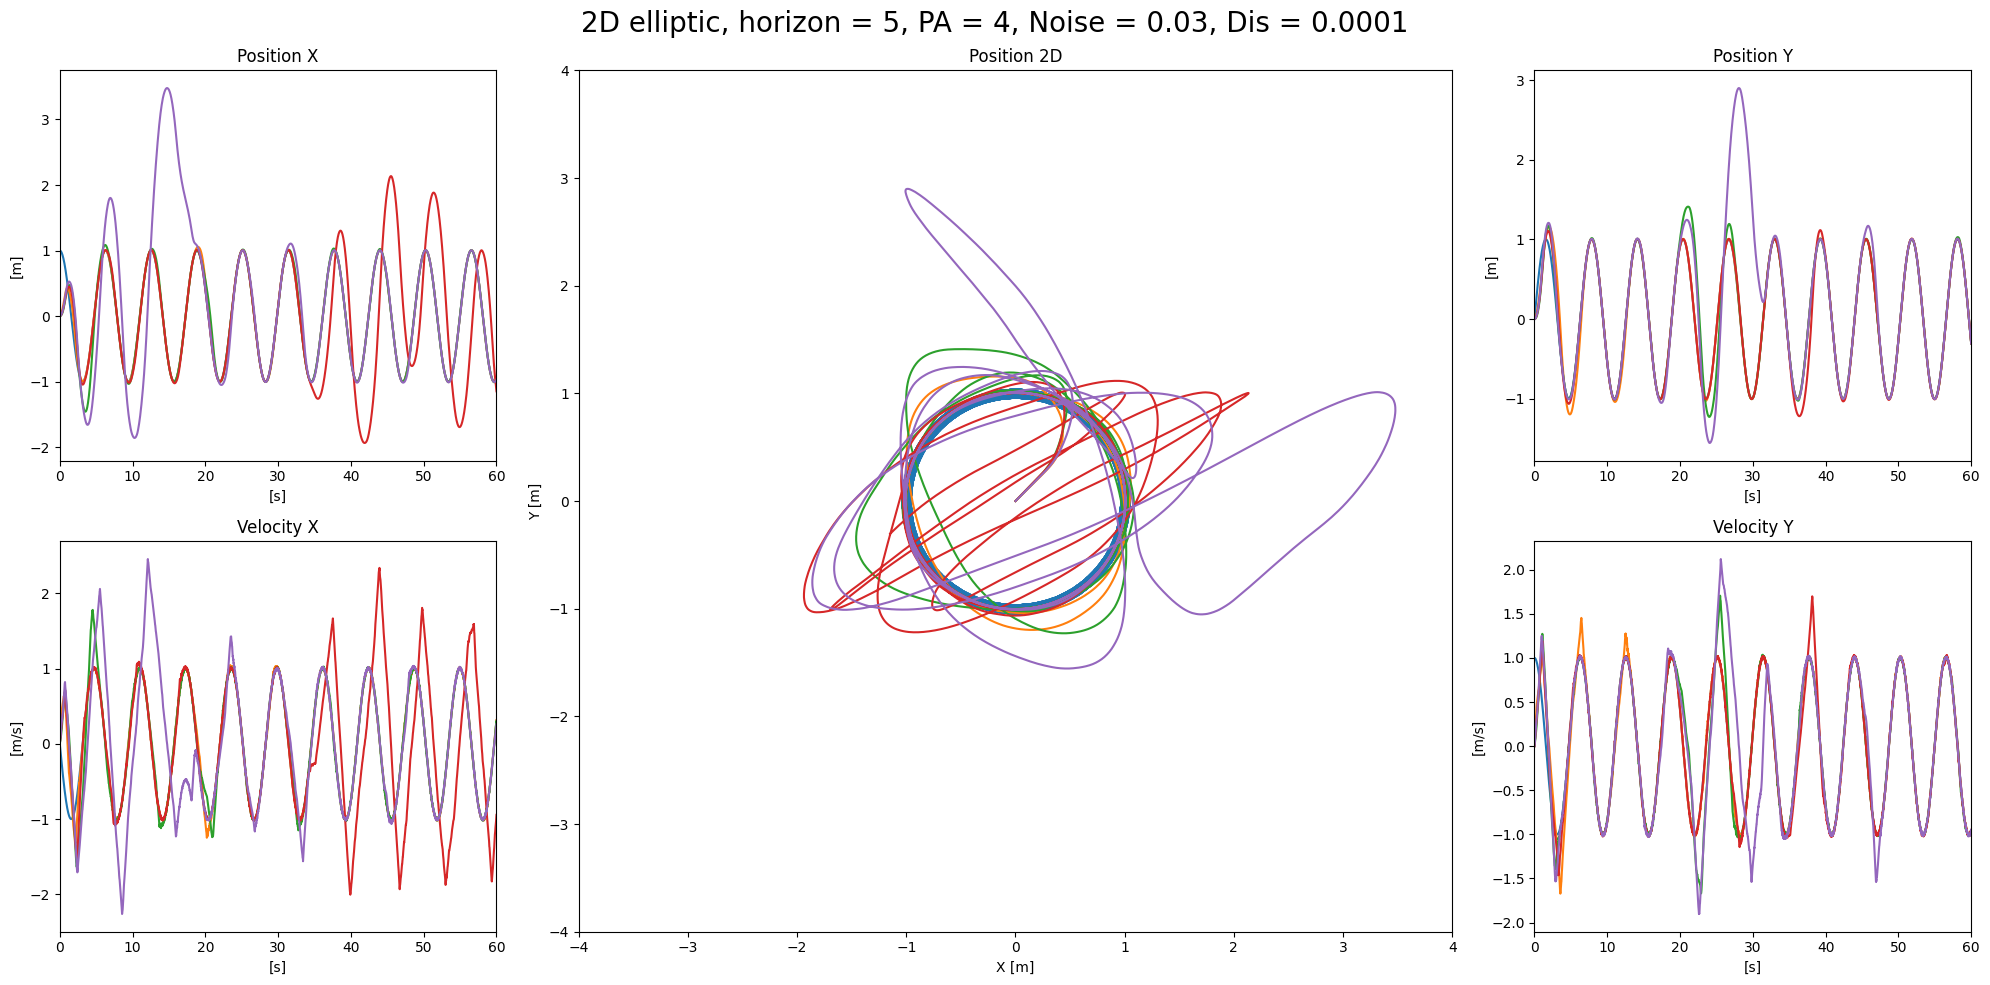 2D elliptic, horizon = 5, PA = 4, Noise = 0.03, Dis = 0.0001
Position X
3
2
1
0
−1
−2
[m]
0 10 20 30 40 50 60
[s]
Velocity X
2
1
0
−1
−2
[m/s]
0 10 20 30 40 50 60
[s]
Position 2D
4
3
2
1
0
−1
−2
−3
−4
Y [m]
−4 −3 −2 −1 0 1 2 3 4
X [m]
Position Y
3
2
1
0
−1
[m]
0 10 20 30 40 50 60
[s]
Velocity Y
2.0
1.5
1.0
0.5
0.0
−0.5
−1.0
−1.5
−2.0
[m/s]
0 10 20 30 40 50 60
[s]